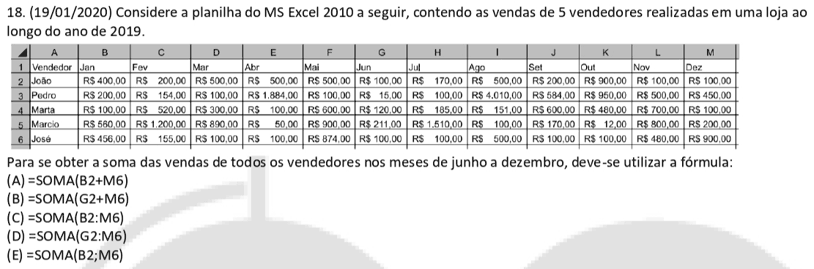 18. (19/01/2020) Considere a planilha do MS Excel 2010 a seguir, contendo as vendas de 5 vendedores realizadas em uma loja ao
longo do ano de 2019.
A B C D E F G H I J K L M
1 Vendedor Jan Fev Mar Abr Mai Jun Jul Ago Set Out Nov Dez
2 João R$ 400,00 R$ 200,00 R$ 500,00 R$ 500,00 R$ 500,00 R$ 100,00 R$ 170,00 R$ 500,00 R$ 200,00 R$ 900,00 R$ 100,00 R$ 100,00
3 Pedro R$ 200,00 R$ 154,00 R$ 100,00 R$ 1.884,00 R$ 100,00 R$ 15,00 R$ 100,00 R$ 4.010,00 R$ 584,00 R$ 950,00 R$ 500,00 R$ 450,00
4 Marta R$ 100,00 R$ 520,00 R$ 300,00 R$ 100,00 R$ 600,00 R$ 120,00 R$ 185,00 R$ 151,00 R$ 600,00 R$ 480,00 R$ 700,00 R$ 100,00
5 Marcio R$ 560,00 R$ 1.200,00 R$ 890,00 R$ 50,00 R$ 900,00 R$ 211,00 R$ 1.510,00 R$ 100,00 R$ 170,00 R$ 12,00 R$ 800,00 R$ 200,00
6 José R$ 456,00 R$ 155,00 R$ 100,00 R$ 100,00 R$ 874,00 R$ 100,00 R$ 100,00 R$ 500,00 R$ 100,00 R$ 100,00 R$ 480,00 R$ 900,00
Para se obter a soma das vendas de todos os vendedores nos meses de junho a dezembro, deve-se utilizar a fórmula:
(A) =SOMA(B2+M6)
(B) =SOMA(G2+M6)
(C) =SOMA(B2:M6)
(D) =SOMA(G2:M6)
(E) =SOMA(B2;M6)